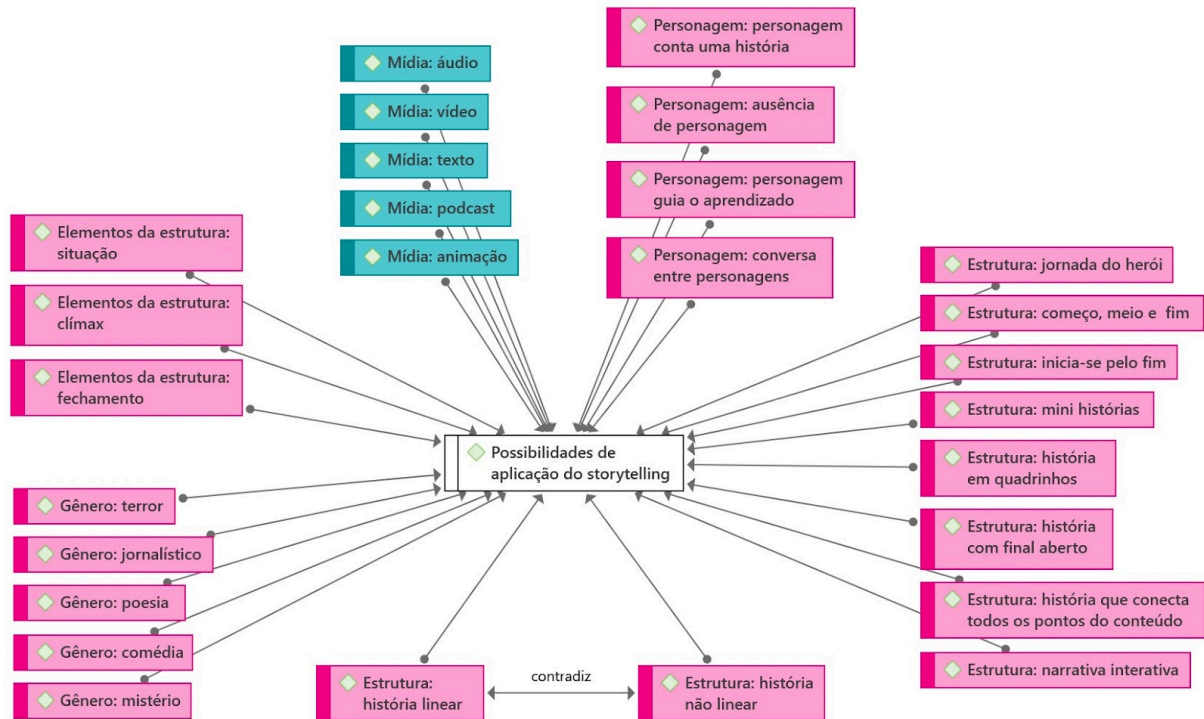 Mídia: áudio
Mídia: vídeo
Mídia: texto
Mídia: podcast
Mídia: animação
Personagem: personagem
conta uma história
Personagem: ausência
de personagem
Personagem: personagem
guia o aprendizado
Personagem: conversa
entre personagens
Elementos da estrutura:
situação
Elementos da estrutura:
clímax
Elementos da estrutura:
fechamento
Estrutura: jornada do herói
Estrutura: começo, meio e fim
Estrutura: inicia-se pelo fim
Estrutura: mini histórias
Estrutura: história
em quadrinhos
Estrutura: história
com final aberto
Estrutura: história que conecta
todos os pontos do conteúdo
Estrutura: narrativa interativa
Possibilidades de
aplicação do storytelling
Gênero: terror
Gênero: jornalístico
Gênero: poesia
Gênero: comédia
Gênero: mistério
Estrutura:
história linear
contradiz
Estrutura: história
não linear